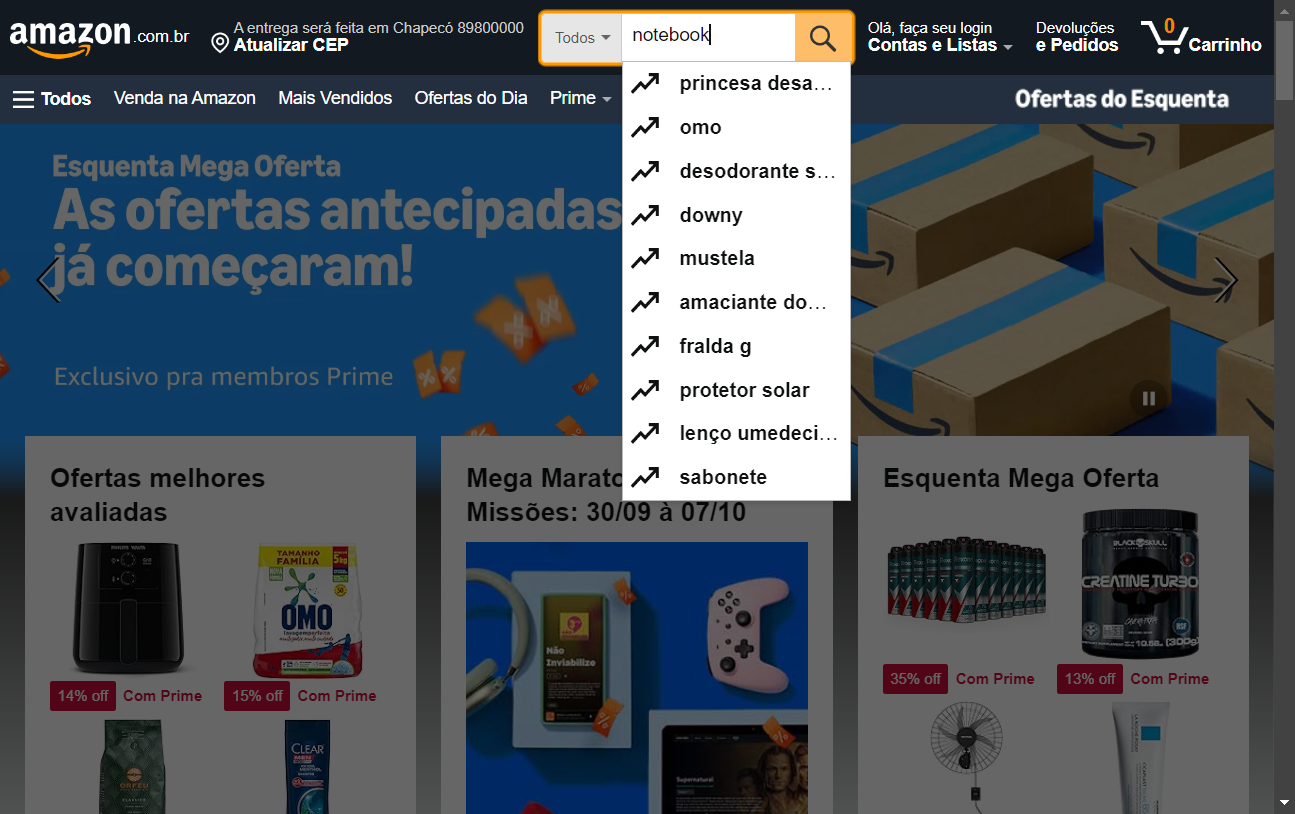 amazon.com.br
A entrega será feita em Chapecó 89800000
Atualizar CEP
Todos
notebook
Olá, faça seu login
Contas e Listas
Devoluções
e Pedidos
0
Carrinho
Todos
Venda na Amazon
Mais Vendidos
Ofertas do Dia
Prime
Ofertas do Esquenta
princesa desa...
omo
desodorante s...
downy
mustela
amaciante do...
fralda g
protetor solar
lenço umedeci...
sabonete
Esquenta Mega Oferta
As ofertas antecipadas
já começaram!
Exclusivo pra membros Prime
Ofertas melhores
avaliadas
TAMANHO
FAMÍLIA
5kg
OMO
14% off
Com Prime
15% off
Com Prime
ORFEU
CLÁSSICO
CLEAR
MEN
Mega Marato
Missões: 30/09 à 07/10
Não
Inviabilize
Supernatural
Esquenta Mega Oferta
BLACK SKULL
CREATINE TURBO
NSF
35% off
Com Prime
13% off
Com Prime